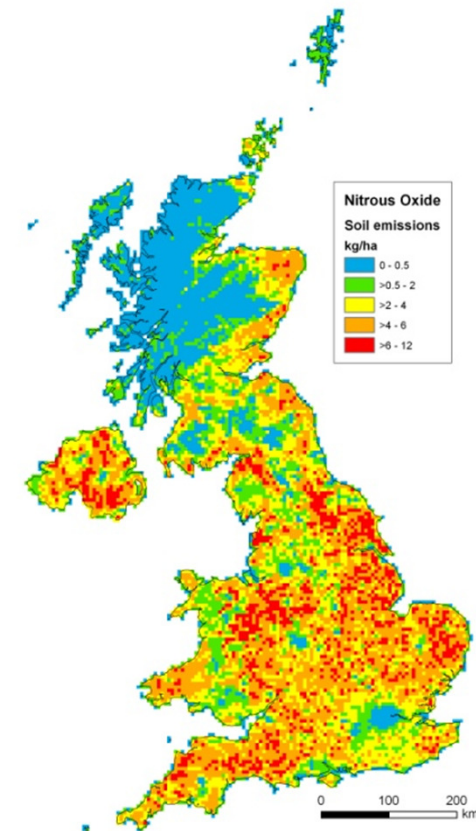 Nitrous Oxide
Soil emissions
kg/ha
0 - 0.5
>0.5 - 2
>2 - 4
>4 - 6
>6 - 12
0 100 200
km